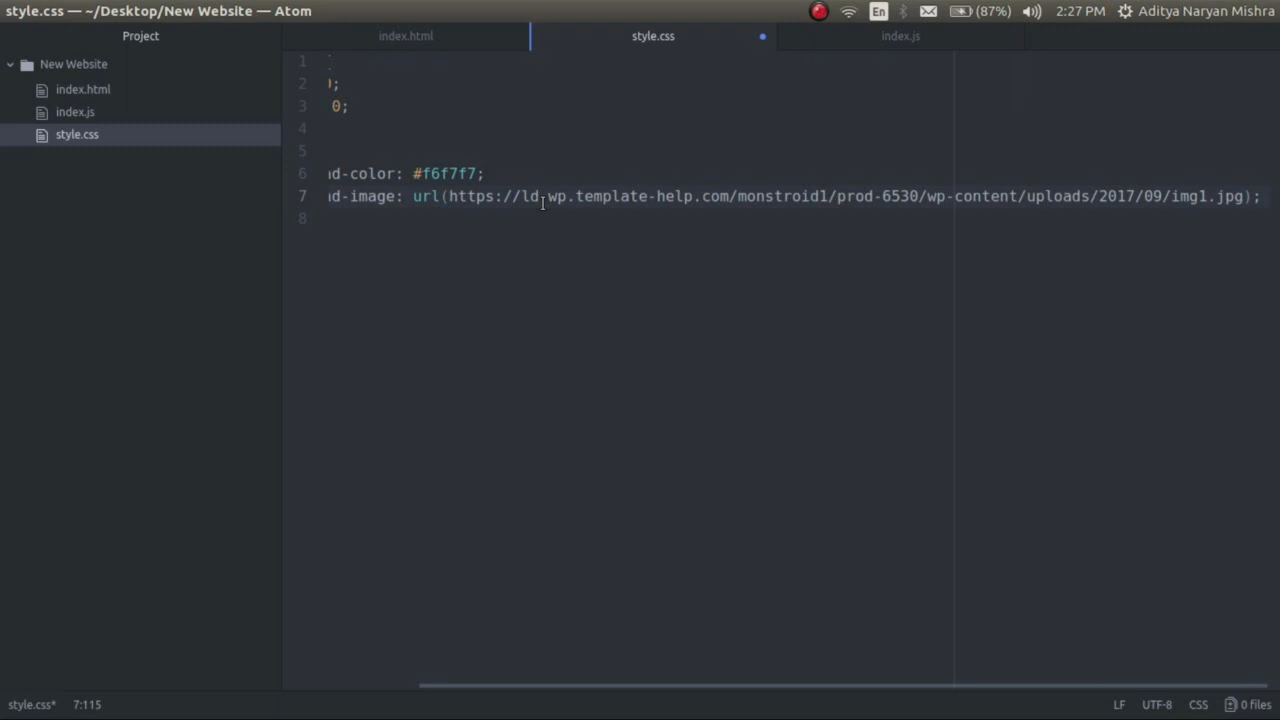 style.css — ~/Desktop/New Website — Atom
En
(87%)
2:27 PM
Aditya Naryan Mishra
Project
index.html
style.css
index.js
New Website
index.html
index.js
style.css
1 }
2 0;
3 0;
4
5
6 nd-color: #f6f7f7;
7 nd-image: url(https://ld-wp.template-help.com/monstroid1/prod-6530/wp-content/uploads/2017/09/img1.jpg);
8
style.css*
7:115
LF
UTF-8
CSS
0 files